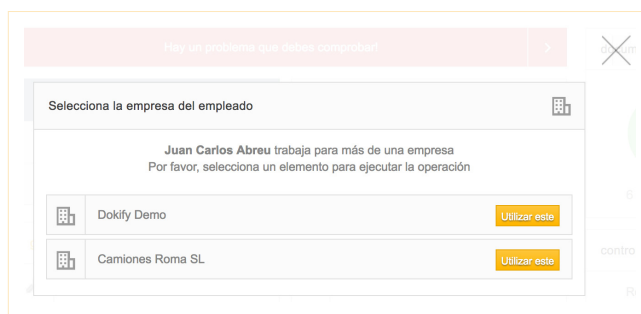 Hay un problema que debes comprobar!
Selecciona la empresa del empleado
Juan Carlos Abreu trabaja para más de una empresa
Por favor, selecciona un elemento para ejecutar la operación
Dokify Demo
Utilizar este
Camiones Roma SL
Utilizar este
contro